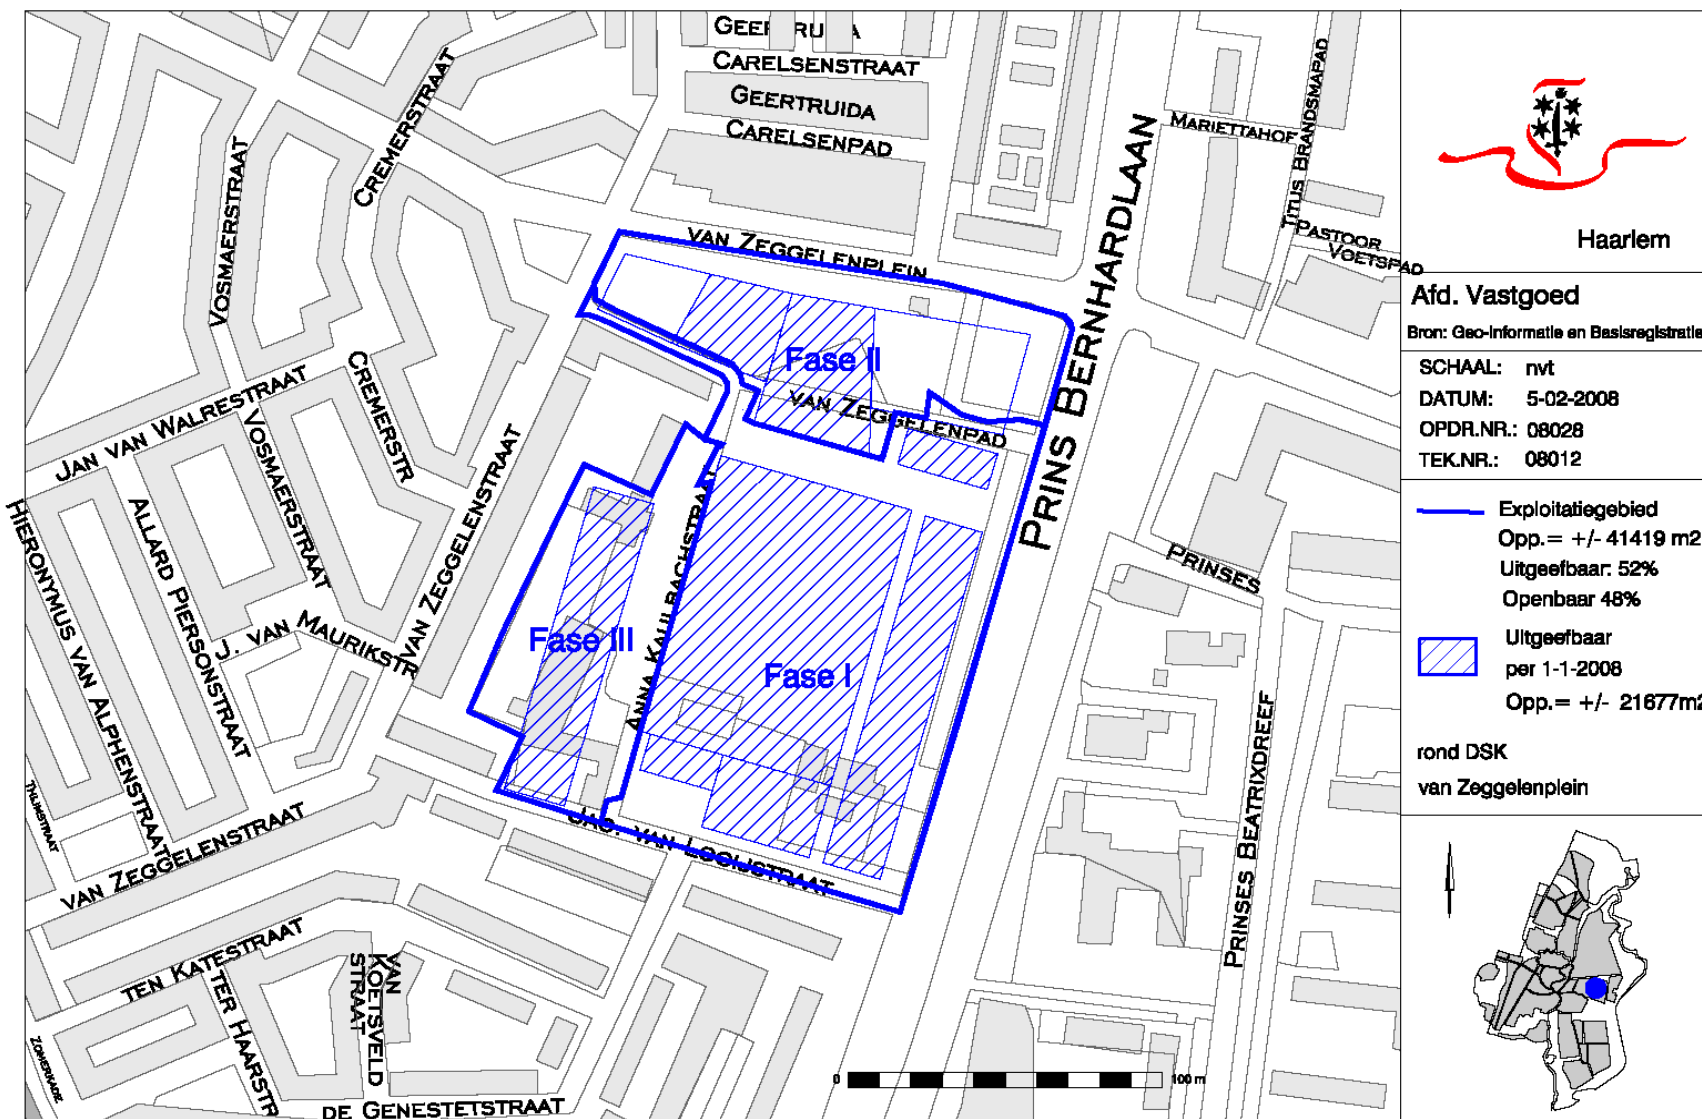 GEERTRUIDA
CARELSENSTRAAT
GEERTRUIDA
CARELSENPAD
CREMERSTRAAT
VOSMAERSTRAAT
MARIETTAHOF
TITUS BRANDSMAPAD
PASTOOR
VOETSPAD
VAN ZEGGELENPLEIN
PRINS BERNHARDLAAN
Fase II
VAN ZEGGELENPAD
JAN VAN WALRESTRAAT
CREMERSTR
VOSMAERSTRAAT
VAN ZEGGELENSTRAAT
ALLARD PIERSONSTRAAT
HIERONYMUS VAN ALPHENSTRAAT
J. VAN MAURIKSTR
Fase III
ANNA KAULBACHSTRAAT
Fase I
PRINSES
PRINSES BEATRIXDREEF
THIJMSTRAAT
VAN ZEGGELENSTRAAT
JAC. VAN LOOIJSTRAAT
TEN KATESTRAAT
TER HAARSTR
VAN
KOETSVELD
STRAAT
ZOMERKADE
DE GENESTETSTRAAT
0
100 m
Haarlem
Afd. Vastgoed
Bron: Geo-informatie en Basisregistratie
SCHAAL: nvt
DATUM: 5-02-2008
OPDR.NR.: 08028
TEK.NR.: 08012
Exploitatiegebied
Opp.= +/- 41419 m2
Uitgeefbaar: 52%
Openbaar 48%
Uitgeefbaar
per 1-1-2008
Opp.= +/- 21677m2
rond DSK
van Zeggelenplein